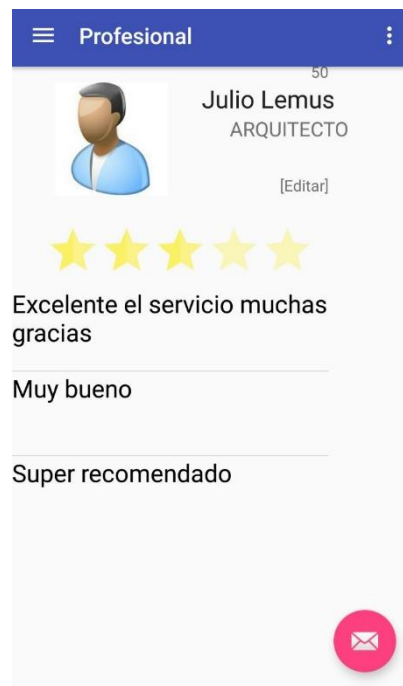 Profesional
50
Julio Lemus
ARQUITECTO
[Editar]
Excelente el servicio muchas
gracias
Muy bueno
Super recomendado